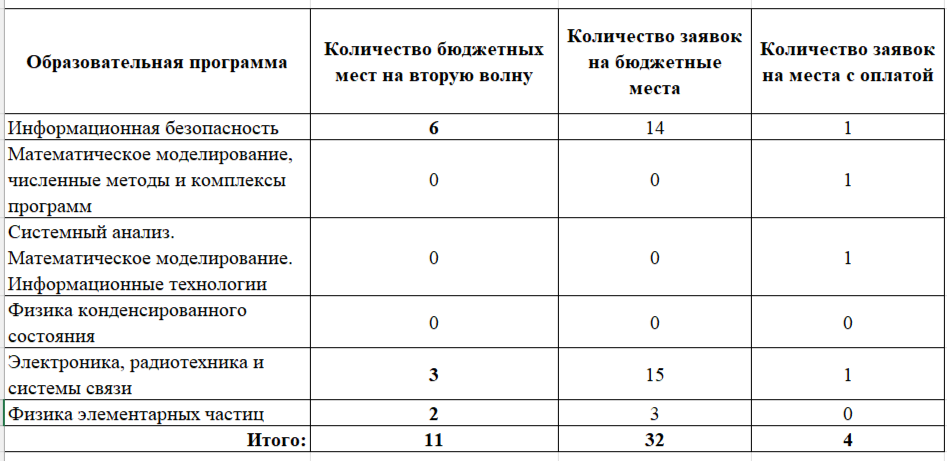 Образовательная программа
Количество бюджетных
мест на вторую волну
Количество заявок
на бюджетные
места
Количество заявок
на места с оплатой
Информационная безопасность 6 14 1
Математическое моделирование,
численные методы и комплексы
программ
0 0 1
Системный анализ.
Математическое моделирование.
Информационные технологии
0 0 1
Физика конденсированного
состояния
0 0 0
Электроника, радиотехника и
системы связи
3 15 1
Физика элементарных частиц 2 3 0
Итого: 11 32 4